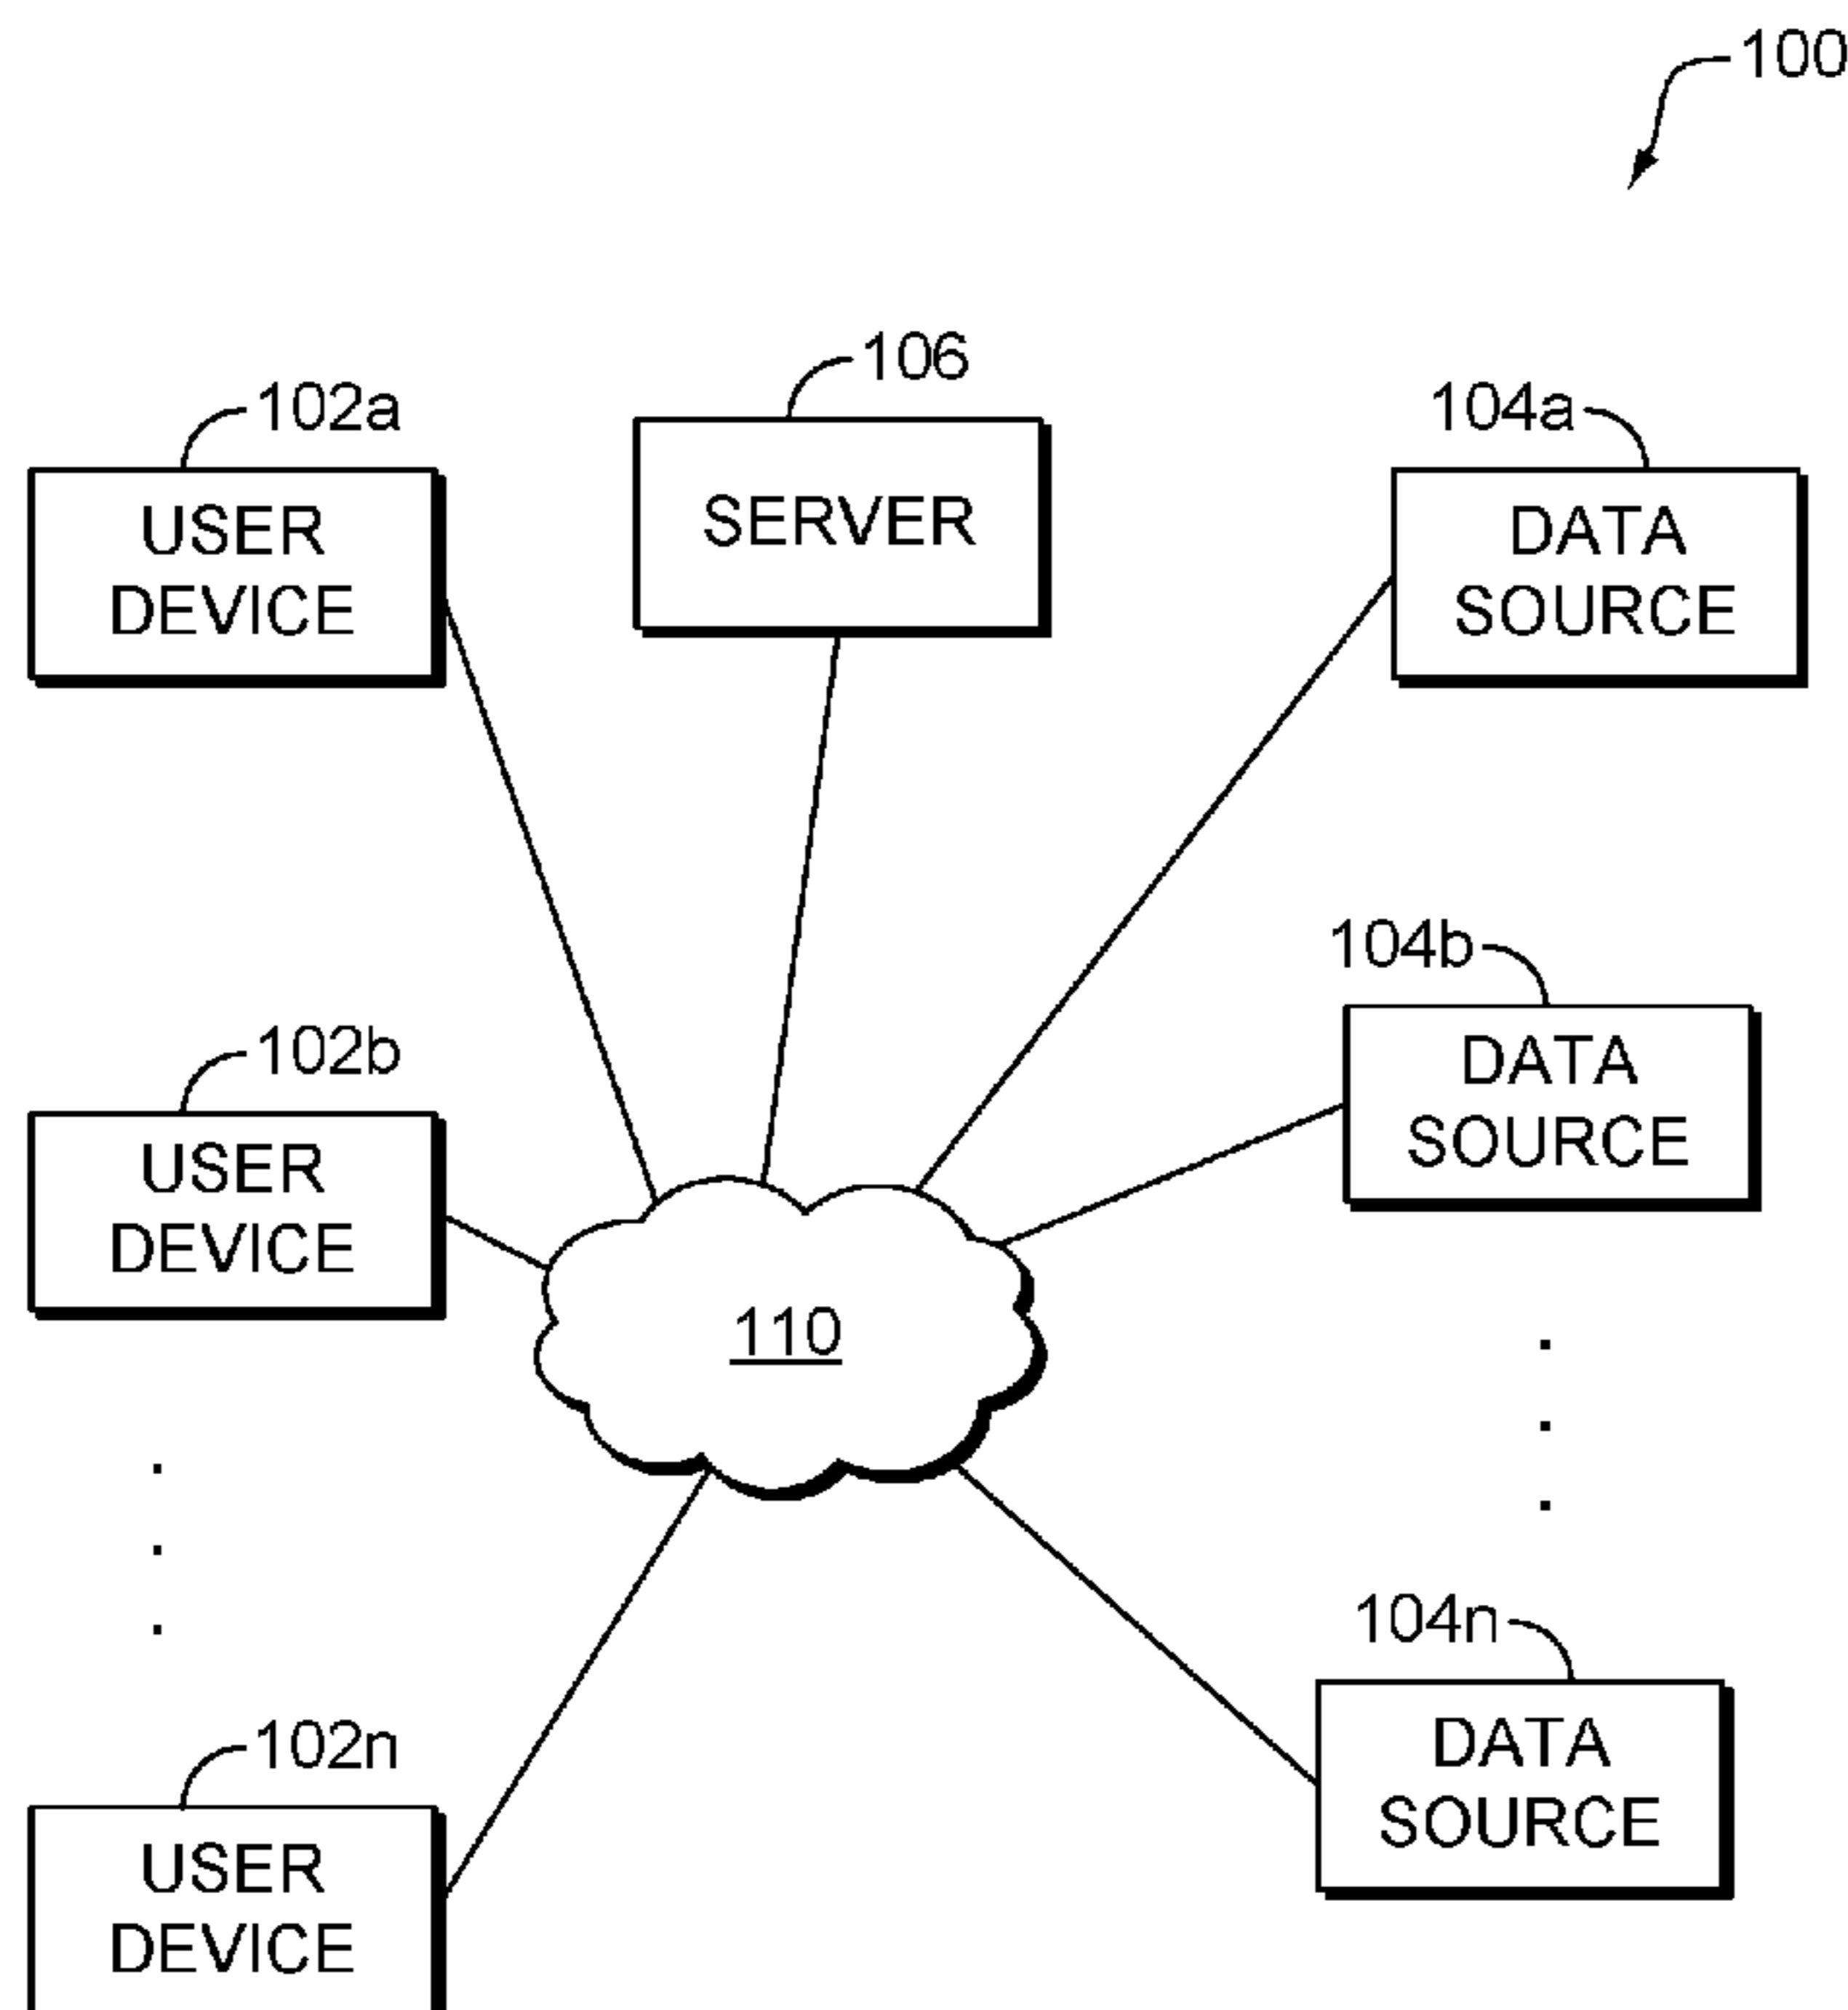 100
106
102a
104a
USER
DEVICE
SERVER
DATA
SOURCE
104b
102b
DATA
SOURCE
USER
DEVICE
110
104n
102n
DATA
SOURCE
USER
DEVICE